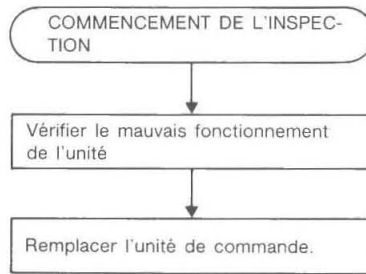 COMMENCEMENT DE L'INSPEC-
TION
Vérifier le mauvais fonctionnement
de l'unité
Remplacer l'unité de commande.